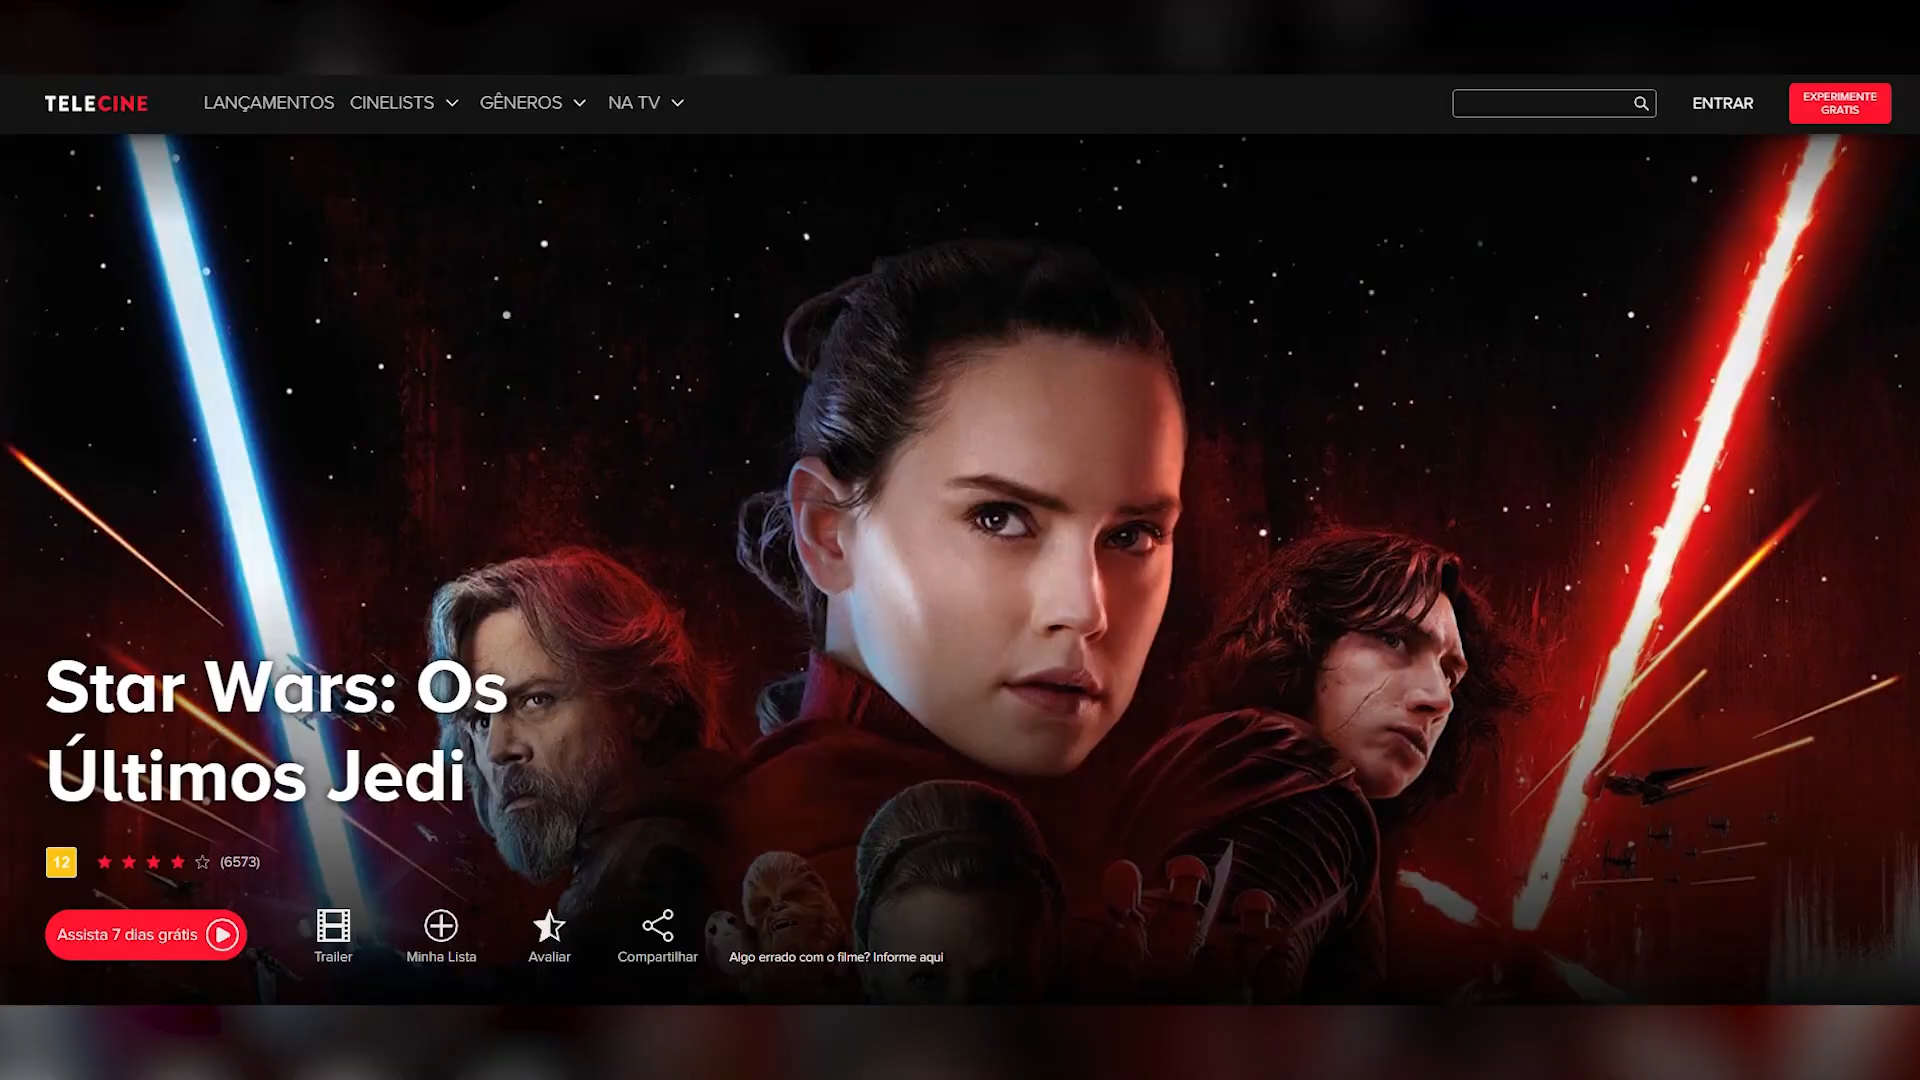 TELECINE
LANÇAMENTOS CINELISTS GÊNEROS NA TV
ENTRAR
EXPERIMENTE
GRATIS
Star Wars: Os
Últimos Jedi
12
(6573)
Assista 7 dias grátis
Trailer
Minha Lista
Avaliar
Compartilhar
Algo errado com o filme? Informe aqui